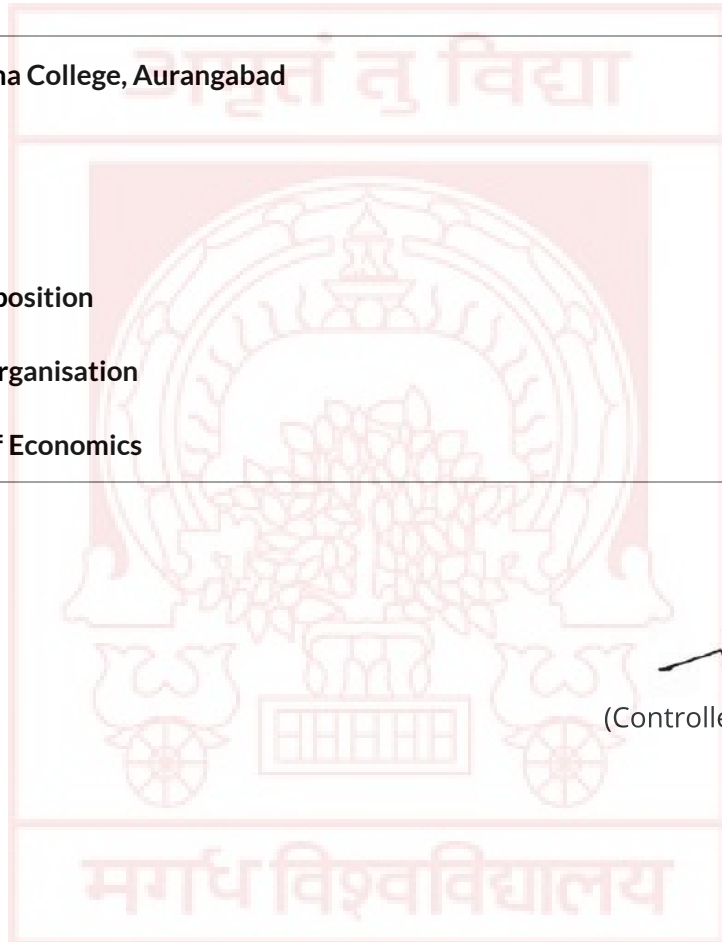 अमृतं तु विद्या
na College, Aurangabad
position
rganisation
f Economics
(Controlle
मगध विश्वविद्यालय